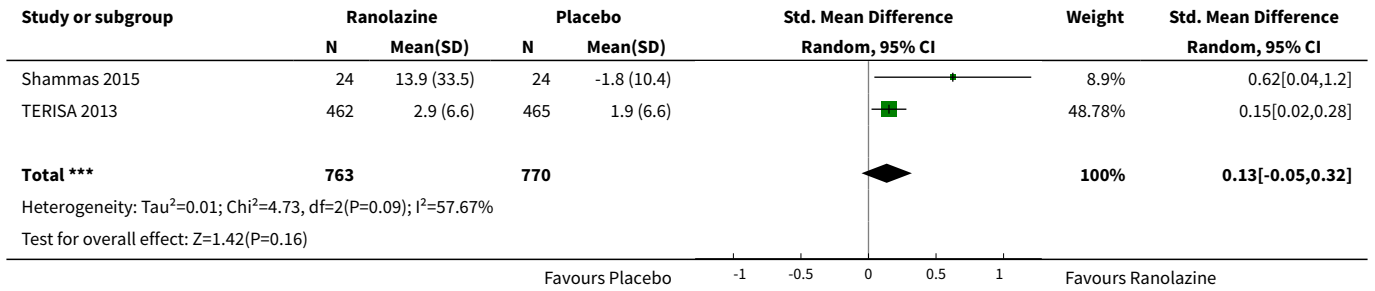 Study or subgroup Ranolazine Placebo Std. Mean Difference Weight Std. Mean Difference
N Mean(SD) N Mean(SD) Random, 95% CI Random, 95% CI
Shammas 2015 24 13.9 (33.5) 24 -1.8 (10.4) 8.9% 0.62[0.04,1.2]
TERISA 2013 462 2.9 (6.6) 465 1.9 (6.6) 48.78% 0.15[0.02,0.28]
Total *** 763 770 100% 0.13[-0.05,0.32]
Heterogeneity: Tau²=0.01; Chi²=4.73, df=2(P=0.09); I²=57.67%
Test for overall effect: Z=1.42(P=0.16)
Favours Placebo -1 -0.5 0 0.5 1 Favours Ranolazine